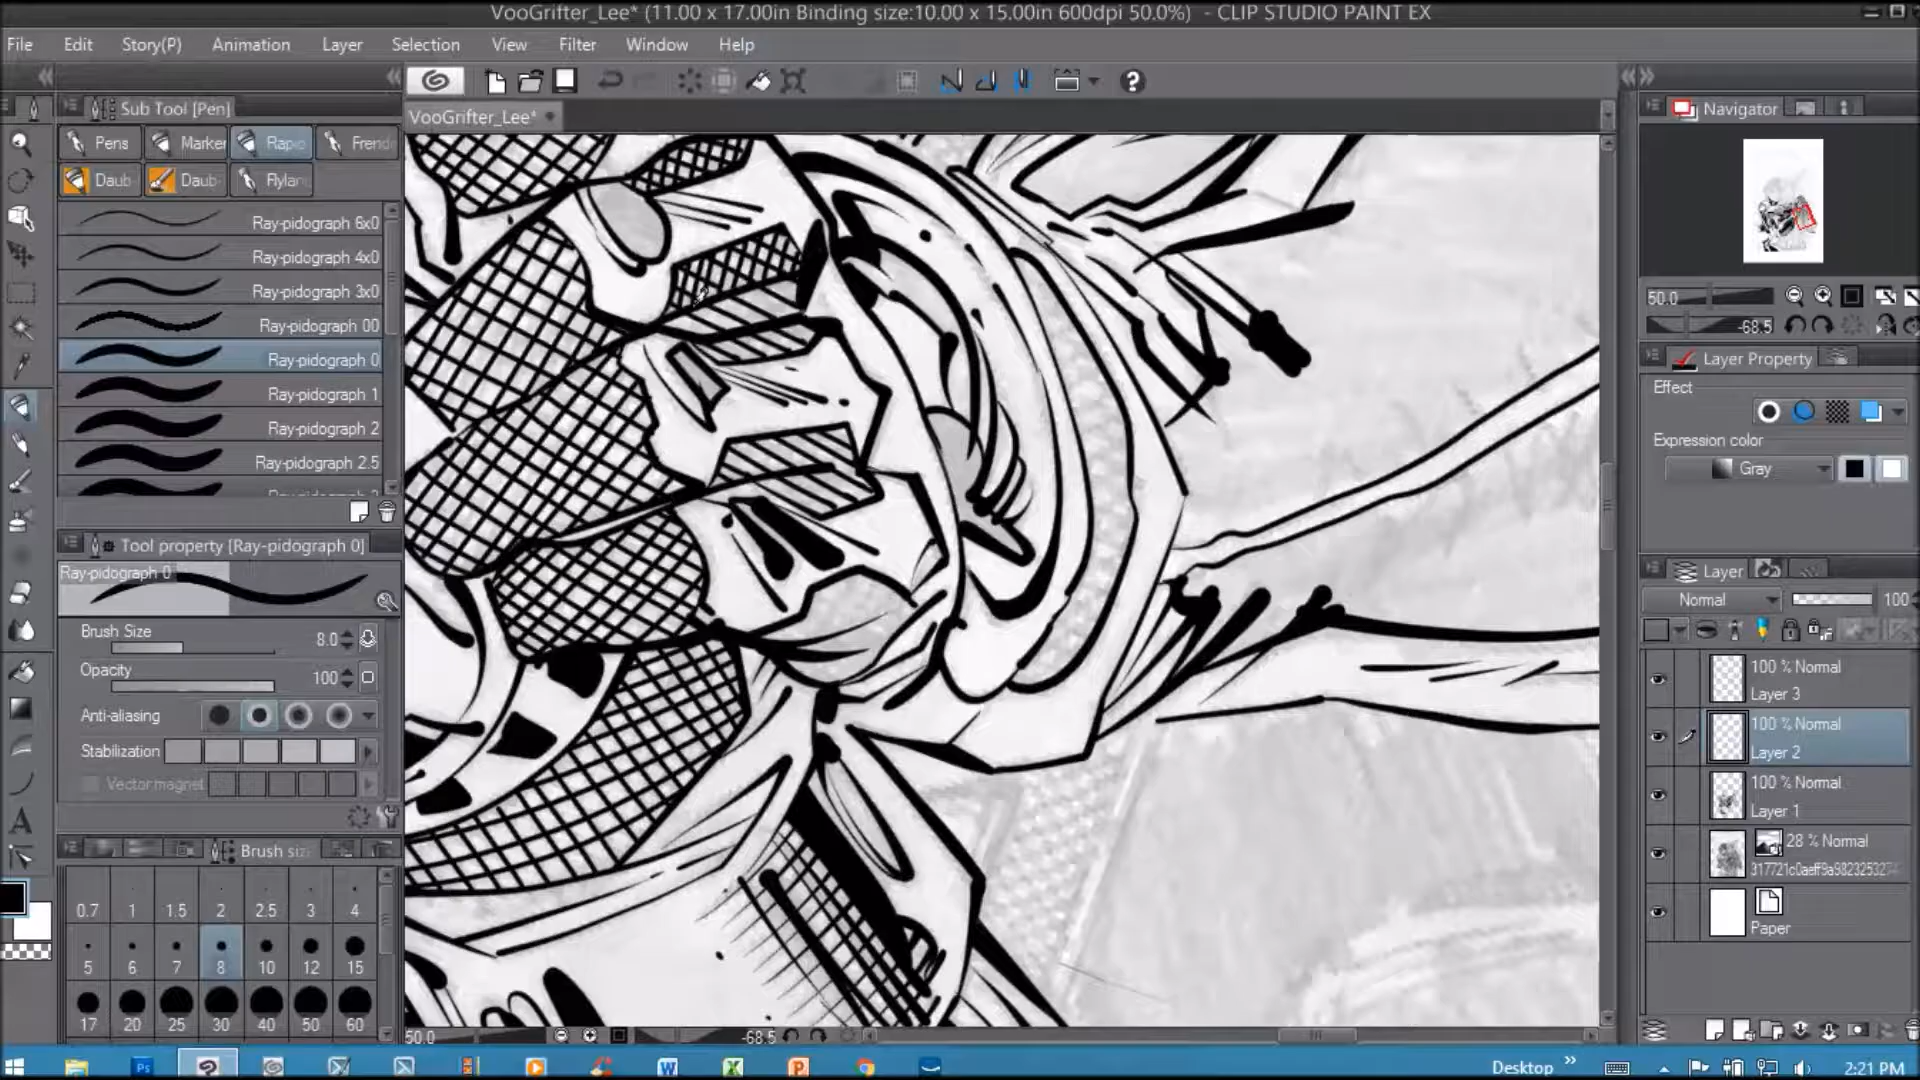 VooGrifter_Lee* (11.00 x 17.00in Binding size:10.00 x 15.00in 600dpi 50.0%) - CLIP STUDIO PAINT EX
File Edit Story(P) Animation Layer Selection View Filter Window Help
Sub Tool [Pen]
VooGrifter_Lee*
Navigator
Pens Marker Rapid Frend
Daub Daub Flylan
Ray-pidograph 6x0
Ray-pidograph 4x0
Ray-pidograph 3x0
Ray-pidograph 00
Ray-pidograph 0
Ray-pidograph 1
Ray-pidograph 2
Ray-pidograph 2.5
50.0
-68.5
Layer Property
Effect
Expression color
Gray
Tool property [Ray-pidograph 0]
Ray-pidograph 0
Brush Size 8.0
Opacity 100
Anti-aliasing
Stabilization
Vector magnet
Layer
Normal 100
100 % Normal
Layer 3
100 % Normal
Layer 2
100 % Normal
Layer 1
28 % Normal
Paper
Brush siz
0.7 1 1.5 2 2.5 3 4
5 6 7 8 10 12 15
17 20 25 30 40 50 60
50.0 -68.5
Desktop 2:21 PM